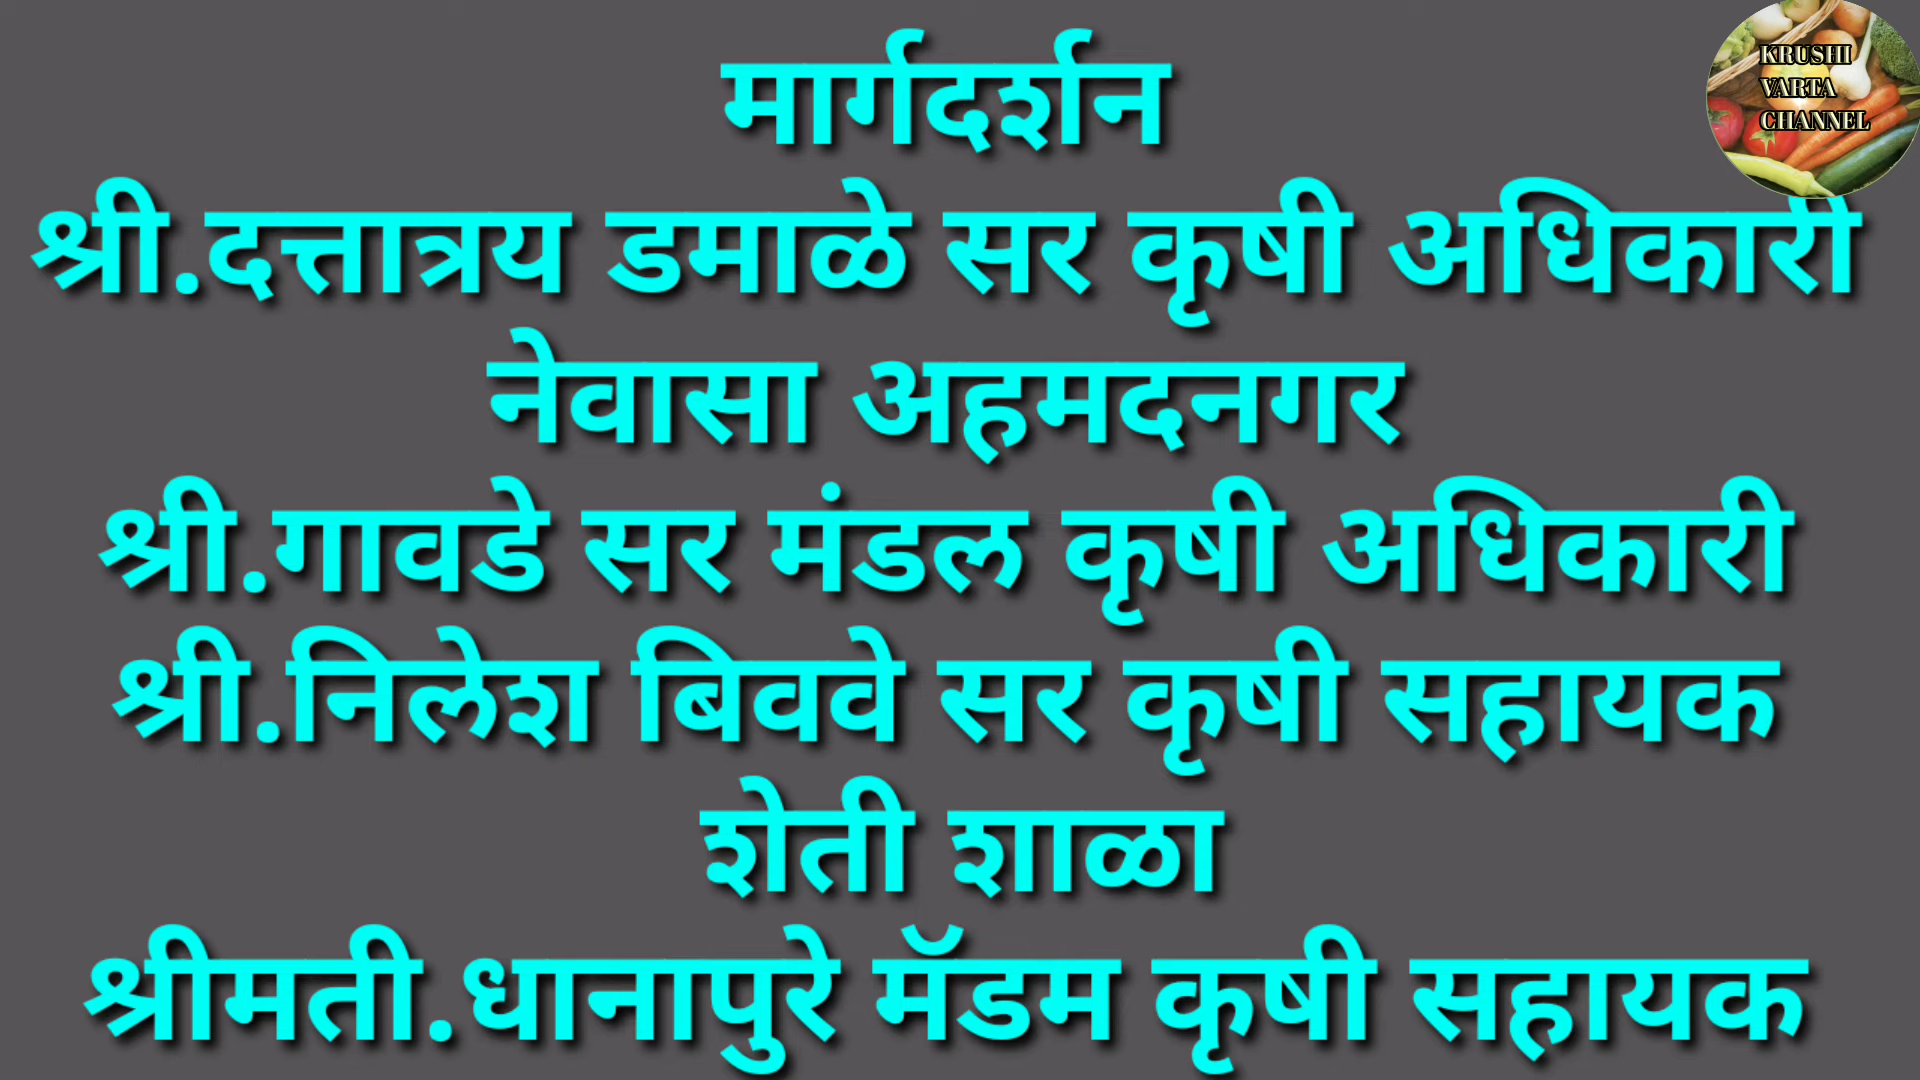 मार्गदर्शन
श्री.दत्तात्रय डमाळे सर कृषी अधिकारी
नेवासा अहमदनगर
श्री.गावडे सर मंडल कृषी अधिकारी
श्री.निलेश बिववे सर कृषी सहायक
शेती शाळा
श्रीमती.धानापुरे मॅडम कृषी सहायक
KRUSHI
VARTA
CHANNEL